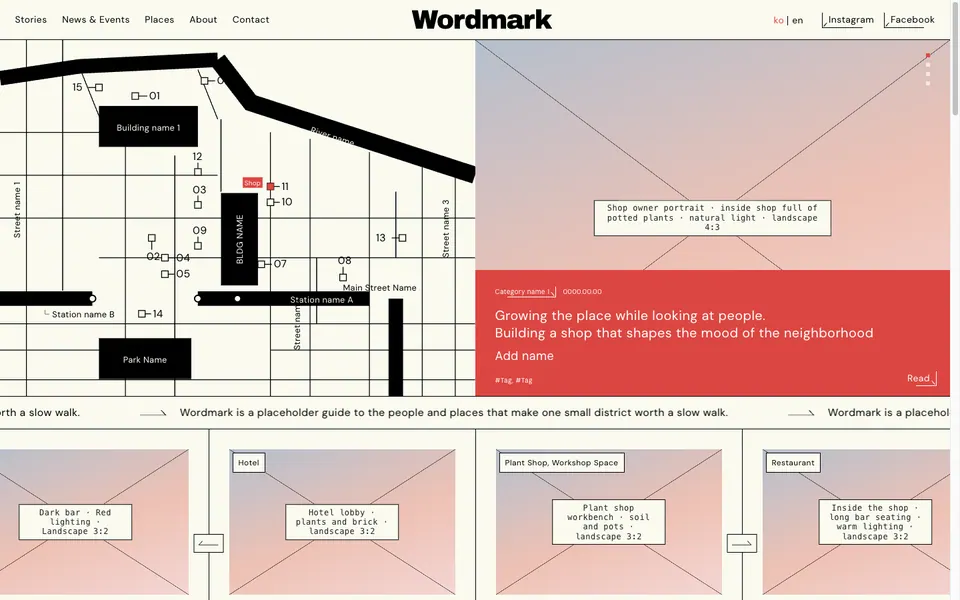 Stories News & Events Places About Contact
Wordmark
ko | en Instagram Facebook
15
01
Building name 1
River name
12
03
Shop
11
10
Street name 1
BLDG NAME
Street name 3
09
13
02
04
05
07
08
Main Street Name
Station name A
Station name B
14
Street name
Park Name
Shop owner portrait · inside shop full of
potted plants · natural light · landscape
4:3
Category name 1 0000.00.00
Growing the place while looking at people.
Building a shop that shapes the mood of the neighborhood
Add name
#Tag, #Tag
Read
worth a slow walk.
Wordmark is a placeholder guide to the people and places that make one small district worth a slow walk.
Wordmark is a placehol
Dark bar · Red
lighting ·
Landscape 3:2
Hotel
Hotel lobby ·
plants and brick ·
landscape 3:2
Plant Shop, Workshop Space
Plant shop
workbench · soil
and pots ·
landscape 3:2
Restaurant
Inside the shop ·
long bar seating ·
warm lighting ·
landscape 3:2